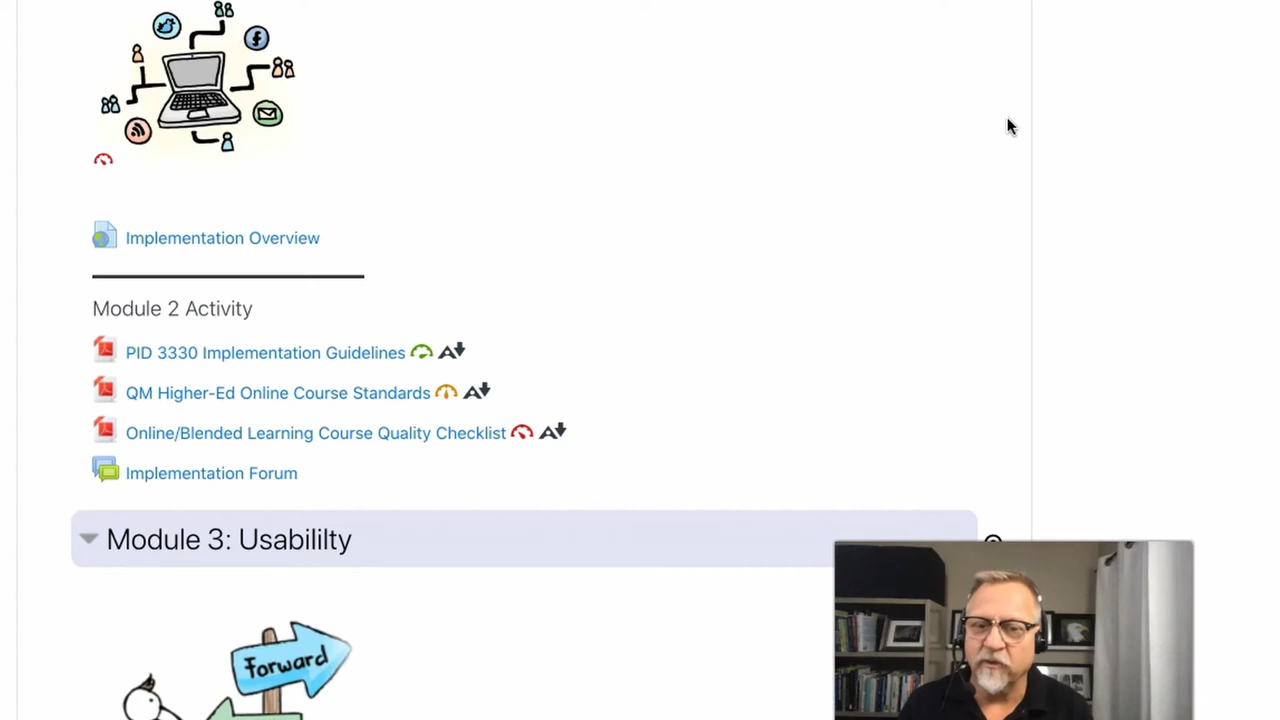 Implementation Overview
Module 2 Activity
PID 3330 Implementation Guidelines
QM Higher-Ed Online Course Standards
Online/Blended Learning Course Quality Checklist
Implementation Forum
Module 3: Usabililty
Forward